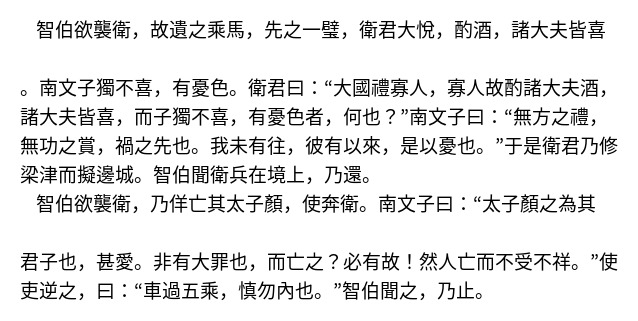 智伯欲襲衛，故遺之乘馬，先之一璧，衛君大悅，酌酒，諸大夫皆喜
。南文子獨不喜，有憂色。衛君曰：“大國禮寡人，寡人故酌諸大夫酒，
諸大夫皆喜，而子獨不喜，有憂色者，何也？”南文子曰：“無方之禮，
無功之賞，禍之先也。我未有往，彼有以來，是以憂也。”于是衛君乃修
梁津而擬邊城。智伯聞衛兵在境上，乃還。
智伯欲襲衛，乃佯亡其太子顏，使奔衛。南文子曰：“太子顏之為其
君子也，甚愛。非有大罪也，而亡之？必有故！然人亡而不受不祥。”使
吏逆之，曰：“車過五乘，慎勿內也。”智伯聞之，乃止。